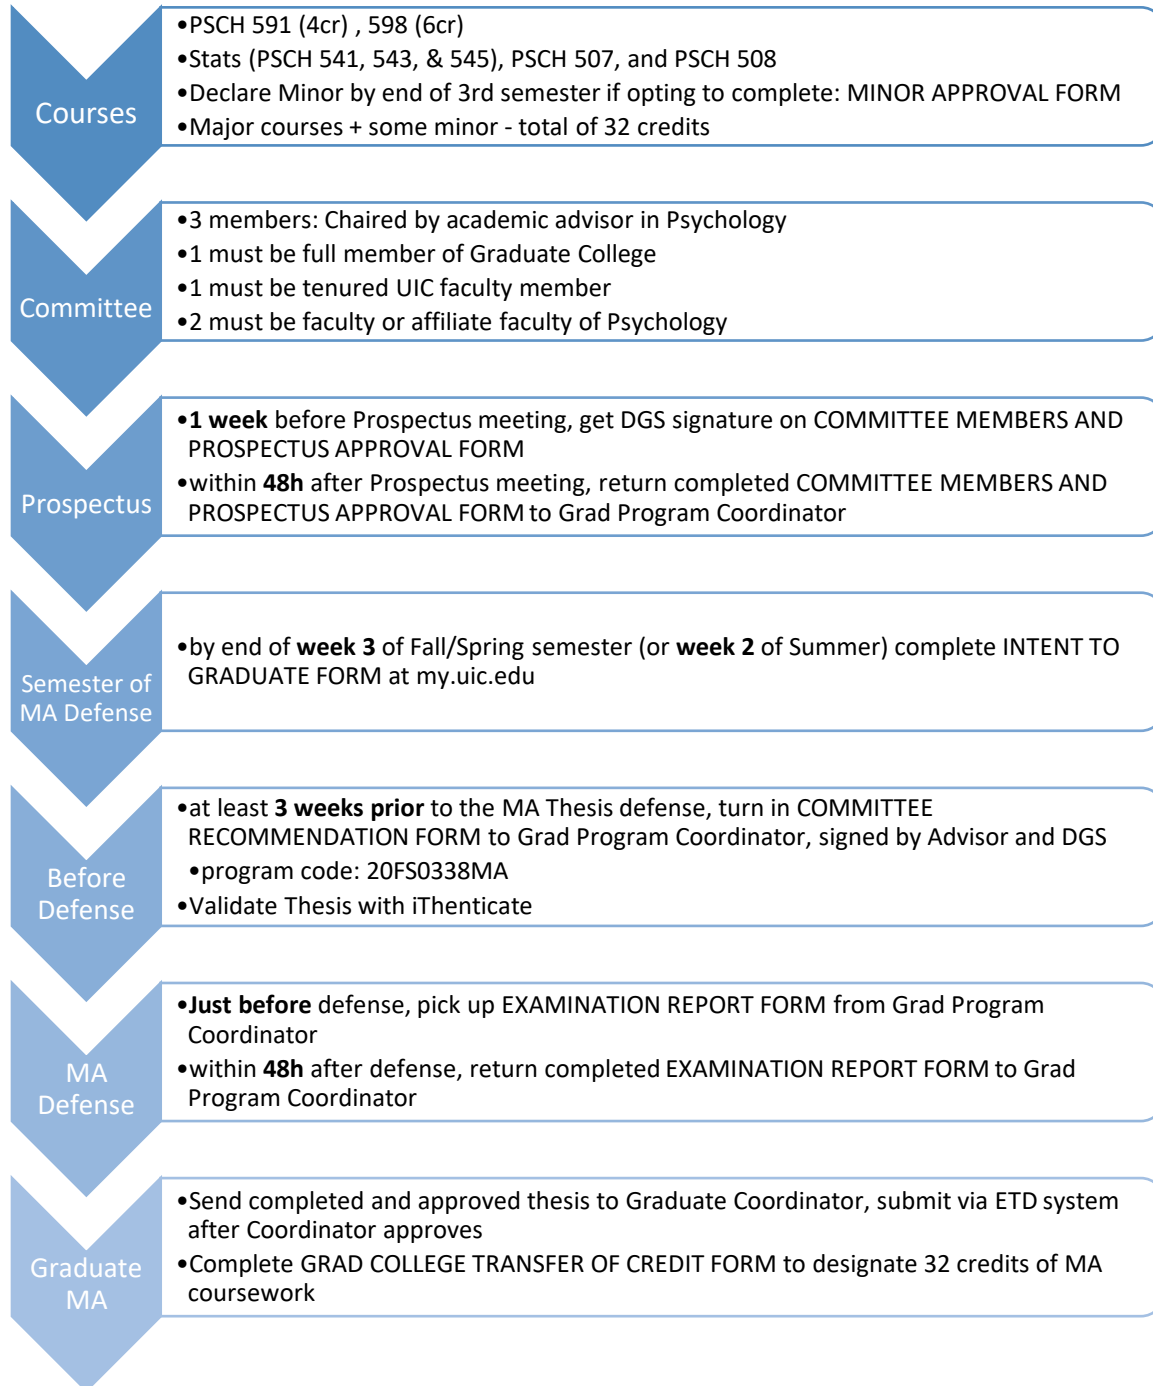 Courses
•PSCH 591 (4cr) , 598 (6cr)
•Stats (PSCH 541, 543, & 545), PSCH 507, and PSCH 508
•Declare Minor by end of 3rd semester if opting to complete: MINOR APPROVAL FORM
•Major courses + some minor - total of 32 credits
Committee
•3 members: Chaired by academic advisor in Psychology
•1 must be full member of Graduate College
•1 must be tenured UIC faculty member
•2 must be faculty or affiliate faculty of Psychology
Prospectus
•1 week before Prospectus meeting, get DGS signature on COMMITTEE MEMBERS AND
PROSPECTUS APPROVAL FORM
•within 48h after Prospectus meeting, return completed COMMITTEE MEMBERS AND
PROSPECTUS APPROVAL FORM to Grad Program Coordinator
Semester of
MA Defense
•by end of week 3 of Fall/Spring semester (or week 2 of Summer) complete INTENT TO
GRADUATE FORM at my.uic.edu
Before
Defense
•at least 3 weeks prior to the MA Thesis defense, turn in COMMITTEE
RECOMMENDATION FORM to Grad Program Coordinator, signed by Advisor and DGS
•program code: 20FS0338MA
•Validate Thesis with iThenticate
MA
Defense
•Just before defense, pick up EXAMINATION REPORT FORM from Grad Program
Coordinator
•within 48h after defense, return completed EXAMINATION REPORT FORM to Grad
Program Coordinator
Graduate
MA
•Send completed and approved thesis to Graduate Coordinator, submit via ETD system
after Coordinator approves
•Complete GRAD COLLEGE TRANSFER OF CREDIT FORM to designate 32 credits of MA
coursework